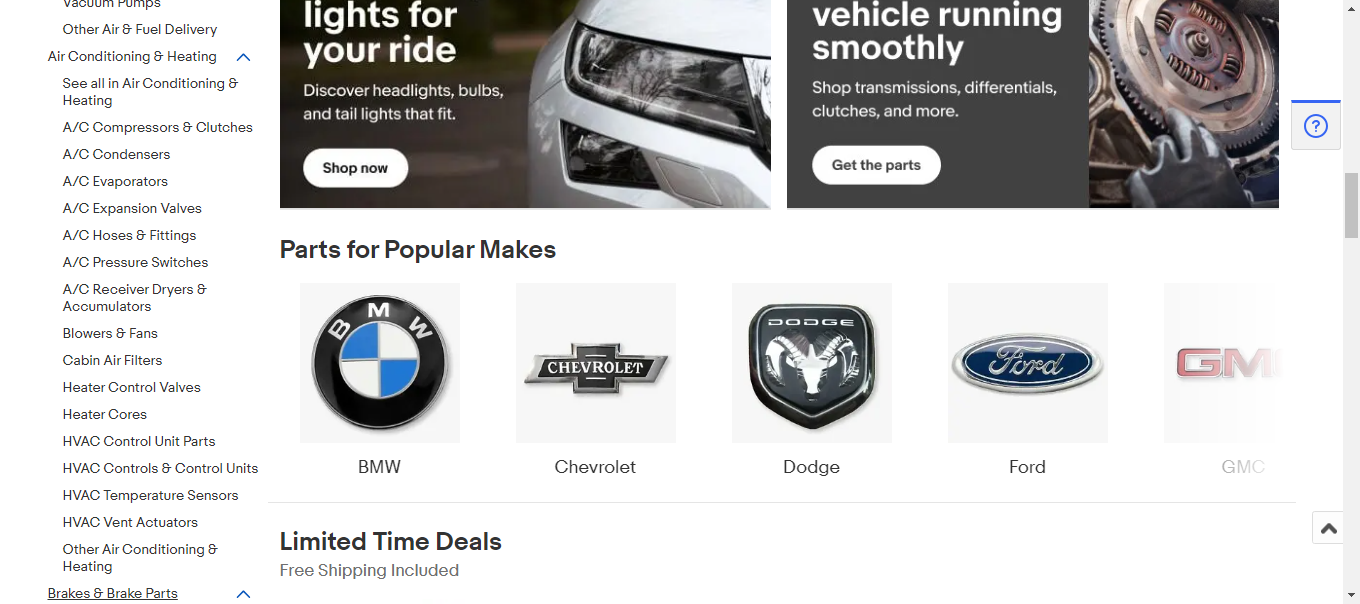 Vacuum Pumps
Other Air & Fuel Delivery
Air Conditioning & Heating
See all in Air Conditioning &
Heating
A/C Compressors & Clutches
A/C Condensers
A/C Evaporators
A/C Expansion Valves
A/C Hoses & Fittings
A/C Pressure Switches
A/C Receiver Dryers &
Accumulators
Blowers & Fans
Cabin Air Filters
Heater Control Valves
Heater Cores
HVAC Control Unit Parts
HVAC Controls & Control Units
HVAC Temperature Sensors
HVAC Vent Actuators
Other Air Conditioning &
Heating
Brakes & Brake Parts
lights for
your ride
Discover headlights, bulbs,
and tail lights that fit.
Shop now
vehicle running
smoothly
Shop transmissions, differentials,
clutches, and more.
Get the parts
?
Parts for Popular Makes
BMW
CHEVROLET
DODGE
Ford
GM
BMW
Chevrolet
Dodge
Ford
GMC
Limited Time Deals
Free Shipping Included